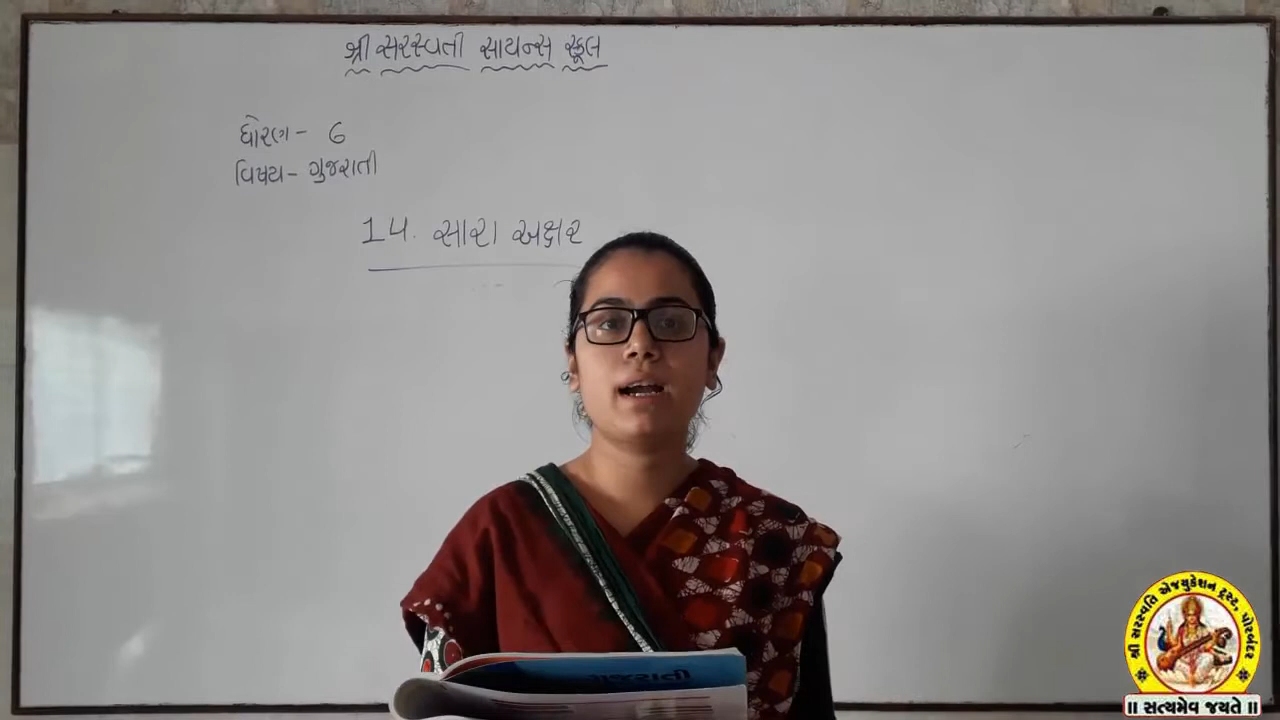 શ્રી સરસ્વતી સાયન્સ સ્કૂલ
ધોરણ - ૭
વિષય - ગુજરાતી
14. સારા અક્ષર
ગુજરાતી
શ્રી સરસ્વતિ એજ્યુકેશન ટ્રસ્ટ, પોરબંદર
॥ સત્યમેવ જયતે ॥